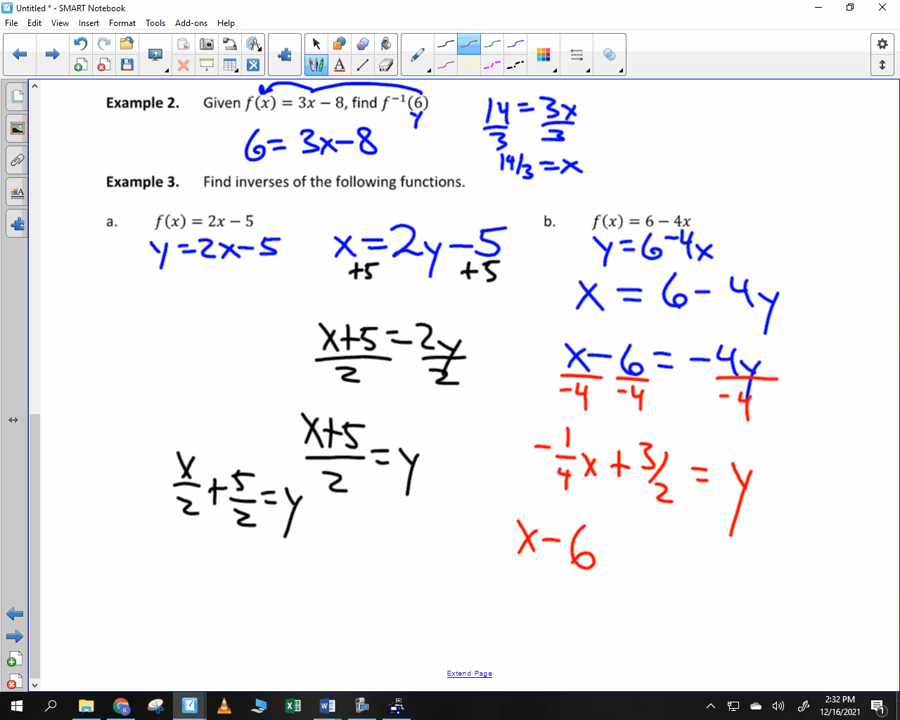 Untitled * - SMART Notebook
File Edit View Insert Format Tools Add-ons Help
Example 2. Given f(x) = 3x − 8, find f⁻¹(6)
y
6 = 3x − 8
14 = 3x
3 3
14/3 = x
Example 3. Find inverses of the following functions.
a. f(x) = 2x − 5
y = 2x − 5
x = 2y − 5
+5 +5
x+5 = 2y
2 2
x+5
2 = y
x/2 + 5/2 = y
b. f(x) = 6 − 4x
y = 6 − 4x
x = 6 − 4y
x − 6 = −4y
−4 −4 −4
−1/4 x + 3/2 = y
x − 6
Extend Page
2:32 PM
12/16/2021
1